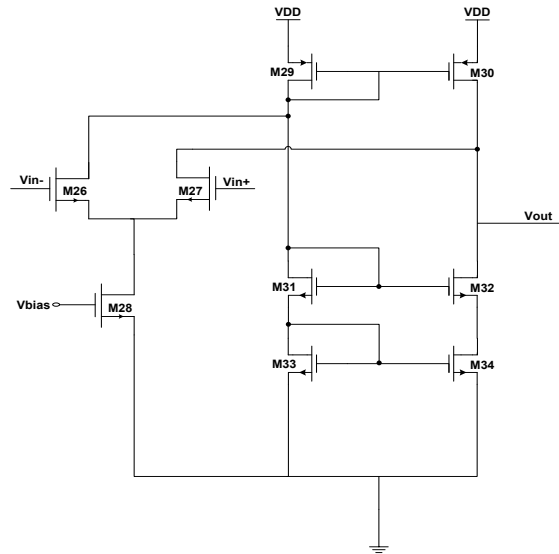 VDD VDD
M29 M30
Vin- M26 M27 Vin+
Vout
M31 M32
Vbias M28
M33 M34